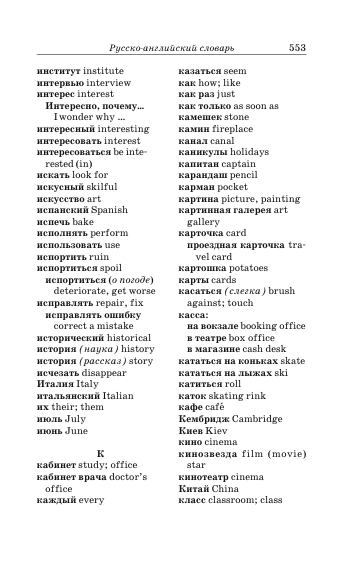 Русско-английский словарь 553
институт institute
интервью interview
интерес interest
Интересно, почему...
I wonder why ...
интересный interesting
интересовать interest
интересоваться be inte-
rested (in)
искать look for
искусный skilful
искусство art
испанский Spanish
испечь bake
исполнять perform
использовать use
испортить ruin
испортиться spoil
испортиться (о погоде)
deteriorate, get worse
исправлять repair, fix
исправлять ошибку
correct a mistake
исторический historical
история (наука) history
история (рассказ) story
исчезать disappear
Италия Italy
итальянский Italian
их their; them
июль July
июнь June
К
кабинет study; office
кабинет врача doctor's
office
каждый every
казаться seem
как how; like
как раз just
как только as soon as
камешек stone
камин fireplace
канал canal
каникулы holidays
капитан captain
карандаш pencil
карман pocket
картина picture, painting
картинная галерея art
gallery
карточка card
проездная карточка tra-
vel card
картошка potatoes
карты cards
касаться (слегка) brush
against; touch
касса:
на вокзале booking office
в театре box office
в магазине cash desk
кататься на коньках skate
кататься на лыжах ski
катиться roll
каток skating rink
кафе café
Кембридж Cambridge
Киев Kiev
кино cinema
кинозвезда film (movie)
star
кинотеатр cinema
Китай China
класс classroom; class